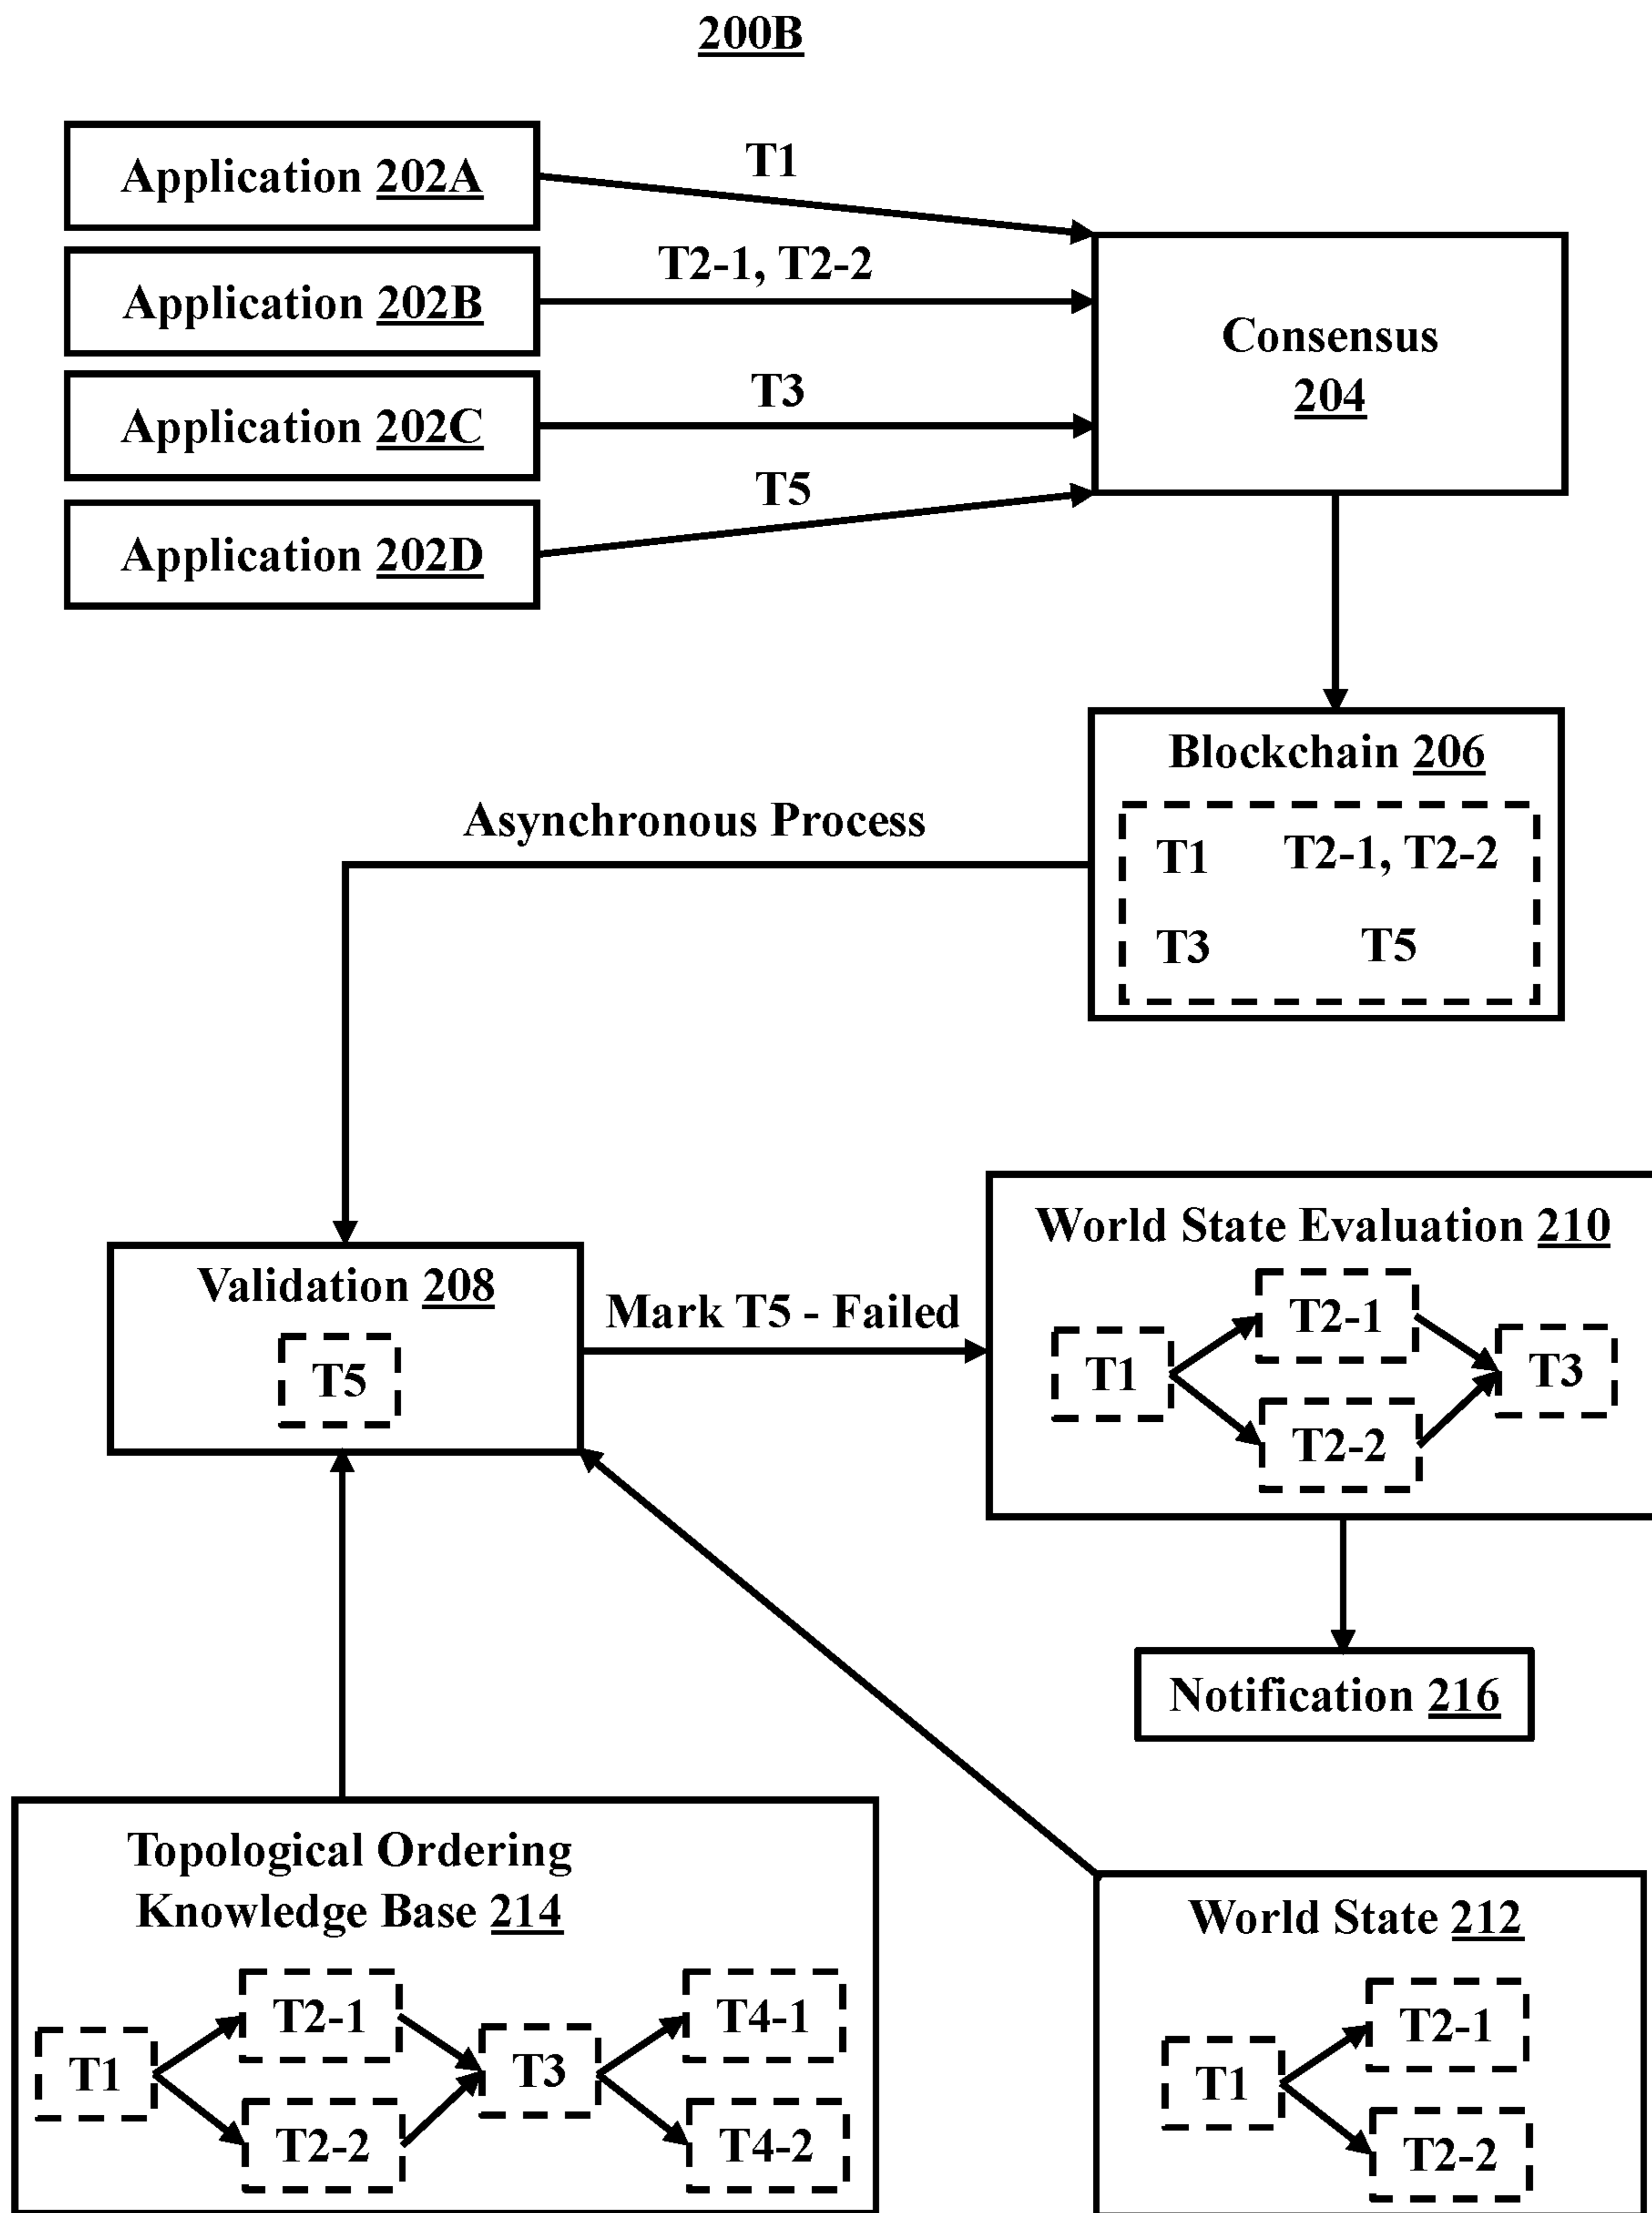 200B
Application 202A
T1
Application 202B
T2-1, T2-2
Application 202C
T3
Application 202D
T5
Consensus
204
Blockchain 206
T1 T2-1, T2-2
T3 T5
Asynchronous Process
Validation 208
T5
Mark T5 - Failed
World State Evaluation 210
T1
T2-1
T2-2
T3
Notification 216
Topological Ordering
Knowledge Base 214
T1
T2-1
T2-2
T3
T4-1
T4-2
World State 212
T1
T2-1
T2-2